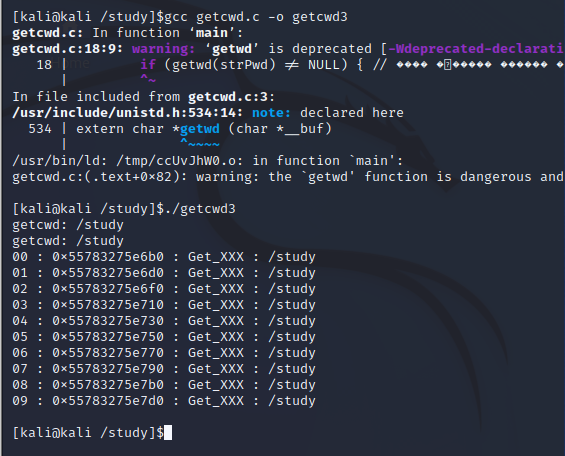 [kali@kali /study]$gcc getcwd.c -o getcwd3
getcwd.c: In function ‘main’:
getcwd.c:18:9: warning: ‘getwd’ is deprecated [-Wdeprecated-declarati
18 | if (getwd(strPwd) ≠ NULL) { //
| ^~
In file included from getcwd.c:3:
/usr/include/unistd.h:534:14: note: declared here
534 | extern char *getwd (char *__buf)
| ^~~~~
/usr/bin/ld: /tmp/ccUvJhW0.o: in function `main':
getcwd.c:(.text+0×82): warning: the `getwd' function is dangerous and
[kali@kali /study]$./getcwd3
getcwd: /study
getcwd: /study
00 : 0×55783275e6b0 : Get_XXX : /study
01 : 0×55783275e6d0 : Get_XXX : /study
02 : 0×55783275e6f0 : Get_XXX : /study
03 : 0×55783275e710 : Get_XXX : /study
04 : 0×55783275e730 : Get_XXX : /study
05 : 0×55783275e750 : Get_XXX : /study
06 : 0×55783275e770 : Get_XXX : /study
07 : 0×55783275e790 : Get_XXX : /study
08 : 0×55783275e7b0 : Get_XXX : /study
09 : 0×55783275e7d0 : Get_XXX : /study
[kali@kali /study]$